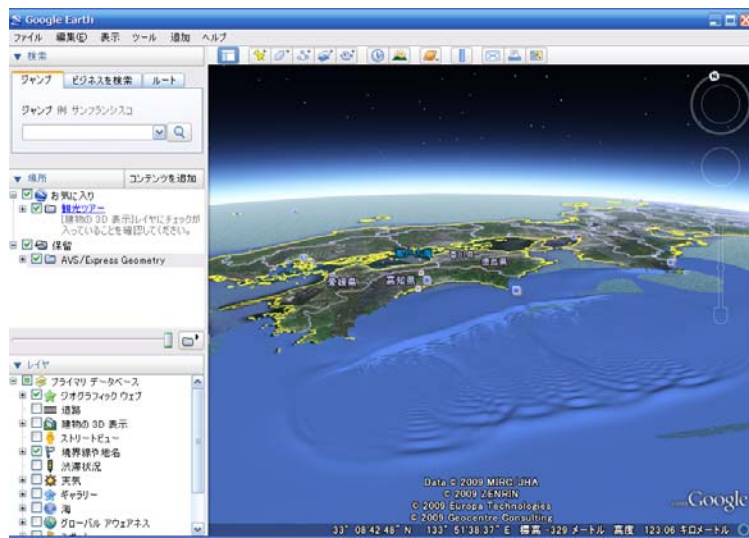 Google Earth
ファイル 編集(E) 表示 ツール 追加 ヘルプ
検索
ジャンプ ビジネスを検索 ルート
ジャンプ 例 サンフランシスコ
場所 コンテンツを追加
お気に入り
観光ツアー
[建物の 3D 表示]レイヤにチェックが
入っていることを確認してください。
保留
AVS/Express Geometry
レイヤ
プライマリ データベース
ジオグラフィック ウェブ
道路
建物の 3D 表示
ストリートビュー
境界線や地名
渋滞状況
天気
ギャラリー
海
グローバル アウェアネス
N
愛媛県 高知県 香川県 徳島県
Data © 2009 MIRC/JHA
© 2009 ZENRIN
© 2009 Europa Technologies
© 2009 Geocentre Consulting
Google
33° 08'42.48" N 133° 51'38.37" E 標高 -329 メートル 高度 123.06 キロメートル